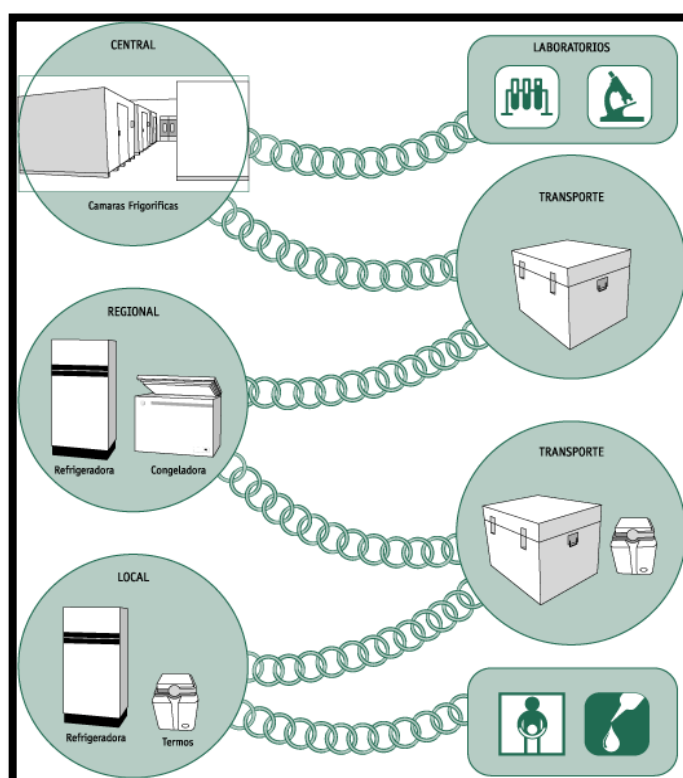 CENTRAL
LABORATORIOS
Camaras Frigorificas
TRANSPORTE
REGIONAL
Refrigeradora
Congeladora
TRANSPORTE
LOCAL
Refrigeradora
Termos